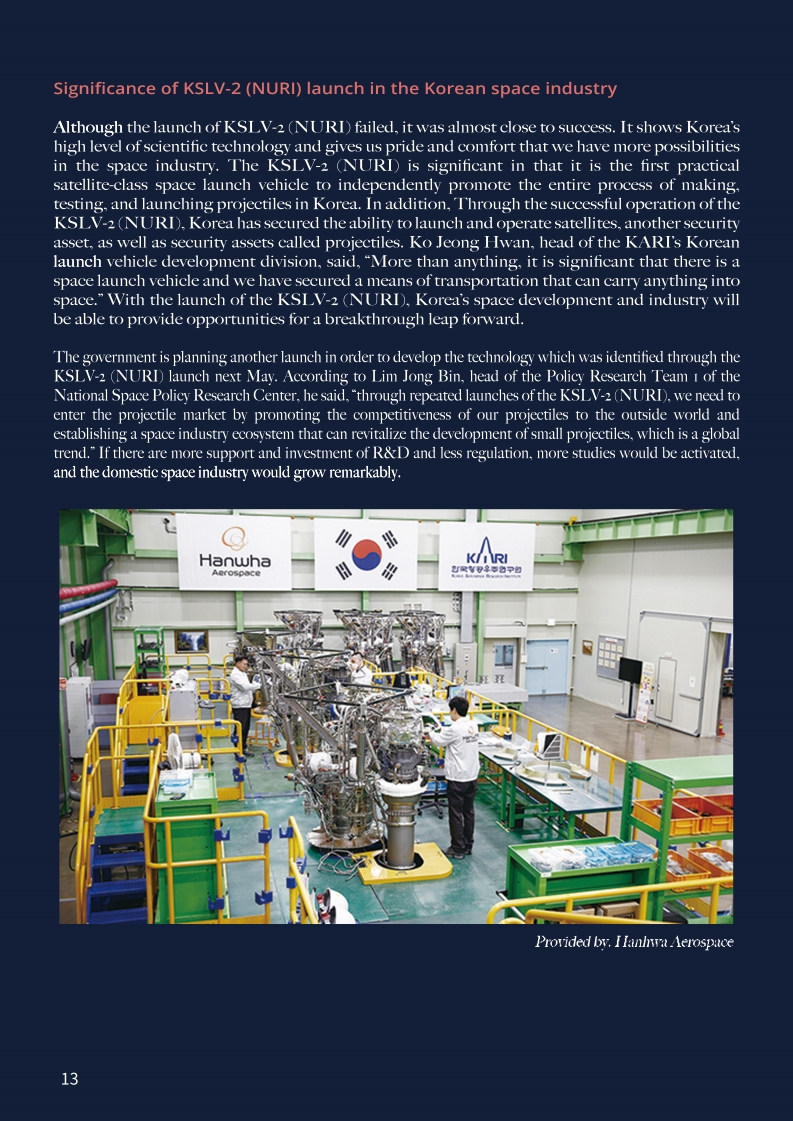 Significance of KSLV-2 (NURI) launch in the Korean space industry
Although the launch of KSLV-2 (NURI) failed, it was almost close to success. It shows Korea's
high level of scientific technology and gives us pride and comfort that we have more possibilities
in the space industry. The KSLV-2 (NURI) is significant in that it is the first practical
satellite-class space launch vehicle to independently promote the entire process of making,
testing, and launching projectiles in Korea. In addition, Through the successful operation of the
KSLV-2 (NURI), Korea has secured the ability to launch and operate satellites, another security
asset, as well as security assets called projectiles. Ko Jeong Hwan, head of the KARI's Korean
launch vehicle development division, said, “More than anything, it is significant that there is a
space launch vehicle and we have secured a means of transportation that can carry anything into
space.” With the launch of the KSLV-2 (NURI), Korea's space development and industry will
be able to provide opportunities for a breakthrough leap forward.
The government is planning another launch in order to develop the technology which was identified through the
KSLV-2 (NURI) launch next May. According to Lim Jong Bin, head of the Policy Research Team 1 of the
National Space Policy Research Center, he said, “through repeated launches of the KSLV-2 (NURI), we need to
enter the projectile market by promoting the competitiveness of our projectiles to the outside world and
establishing a space industry ecosystem that can revitalize the development of small projectiles, which is a global
trend.” If there are more support and investment of R&D and less regulation, more studies would be activated,
and the domestic space industry would grow remarkably.
Hanwha
Aerospace
KARI
한국항공우주연구원
Korea Aerospace Research Institute
Provided by. Hanhwa Aerospace
13